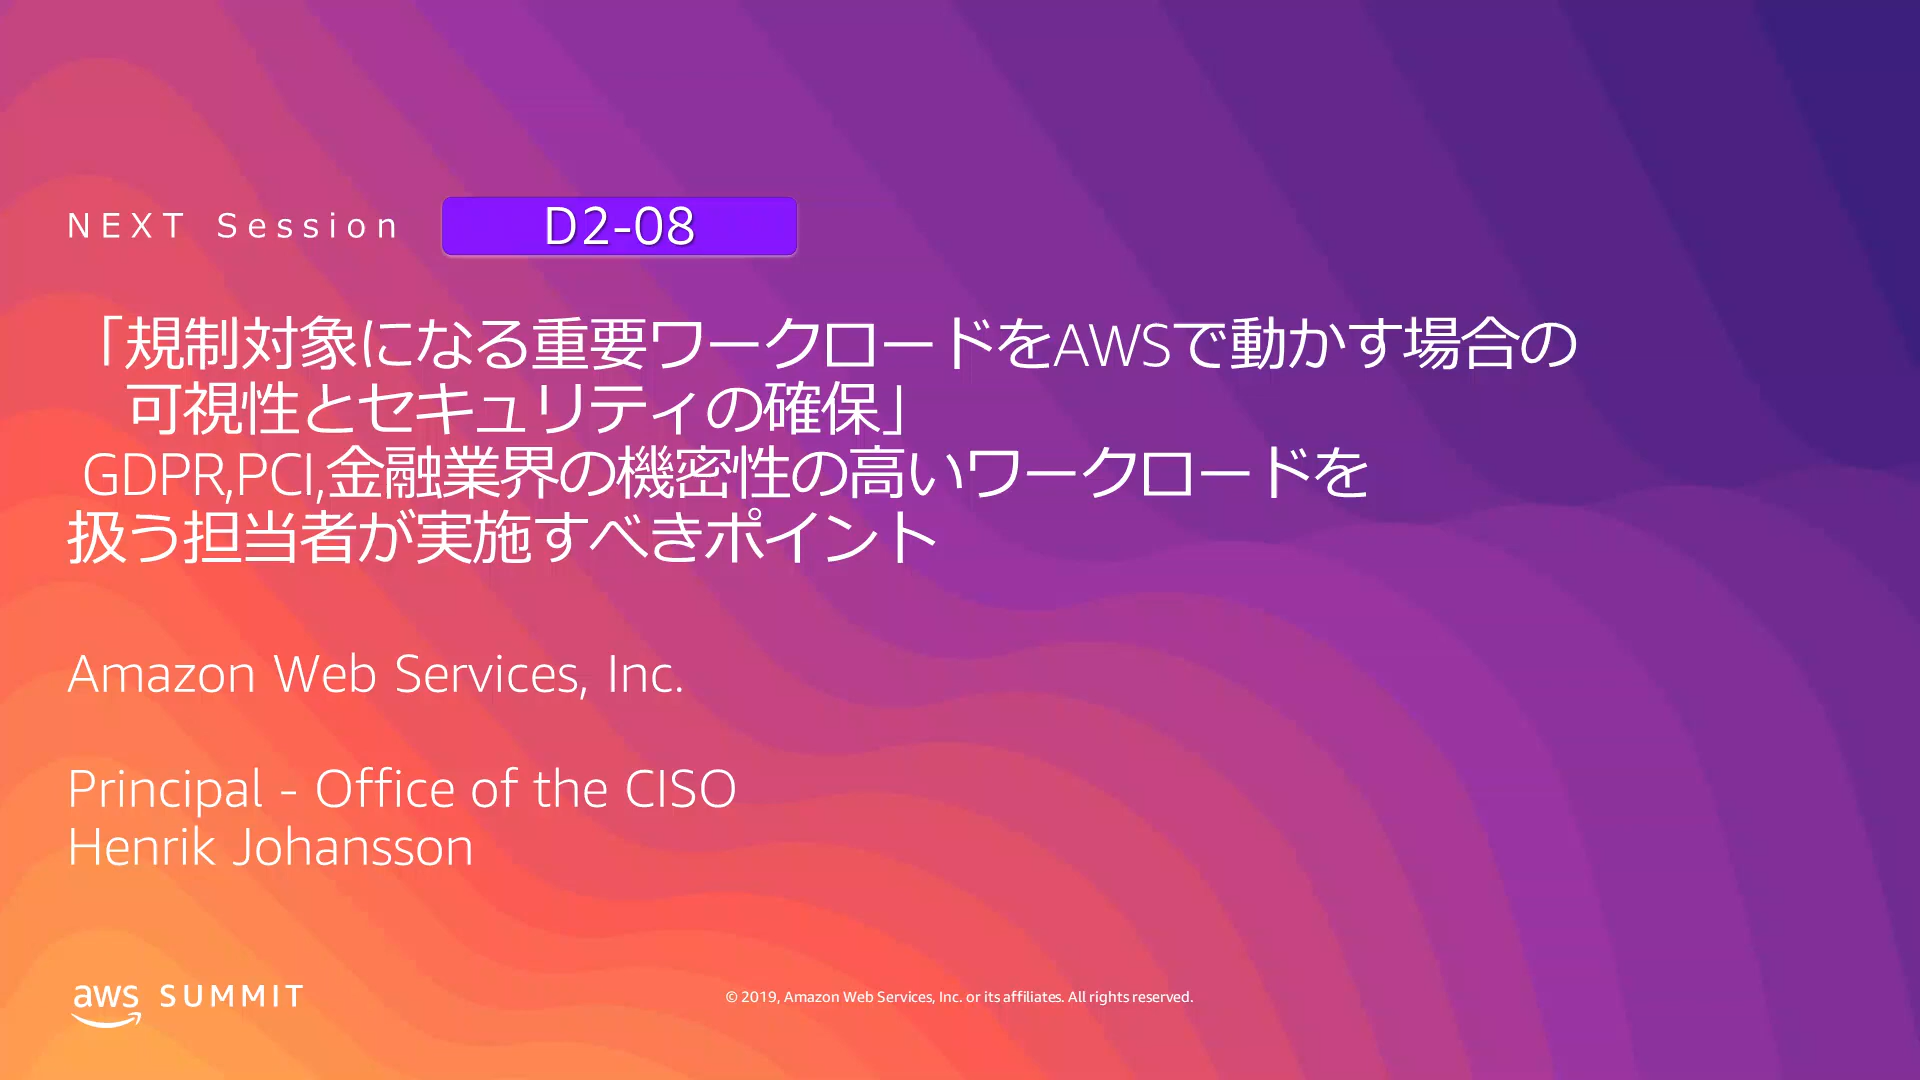 NEXT Session D2-08
「規制対象になる重要ワークロードをAWSで動かす場合の
可視性とセキュリティの確保」
GDPR,PCI,金融業界の機密性の高いワークロードを
扱う担当者が実施すべきポイント
Amazon Web Services, Inc.
Principal - Office of the CISO
Henrik Johansson
aws SUMMIT
© 2019, Amazon Web Services, Inc. or its affiliates. All rights reserved.